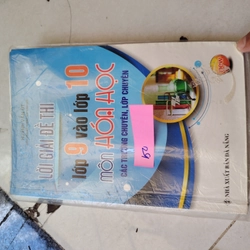 LỜI GIẢI ĐỀ THI
lớp 9 vào lớp 10
môn HÓA HỌC
CÁC TRƯỜNG CHUYÊN, LỚP CHUYÊN
NHÀ XUẤT BẢN ĐÀ NẴNG